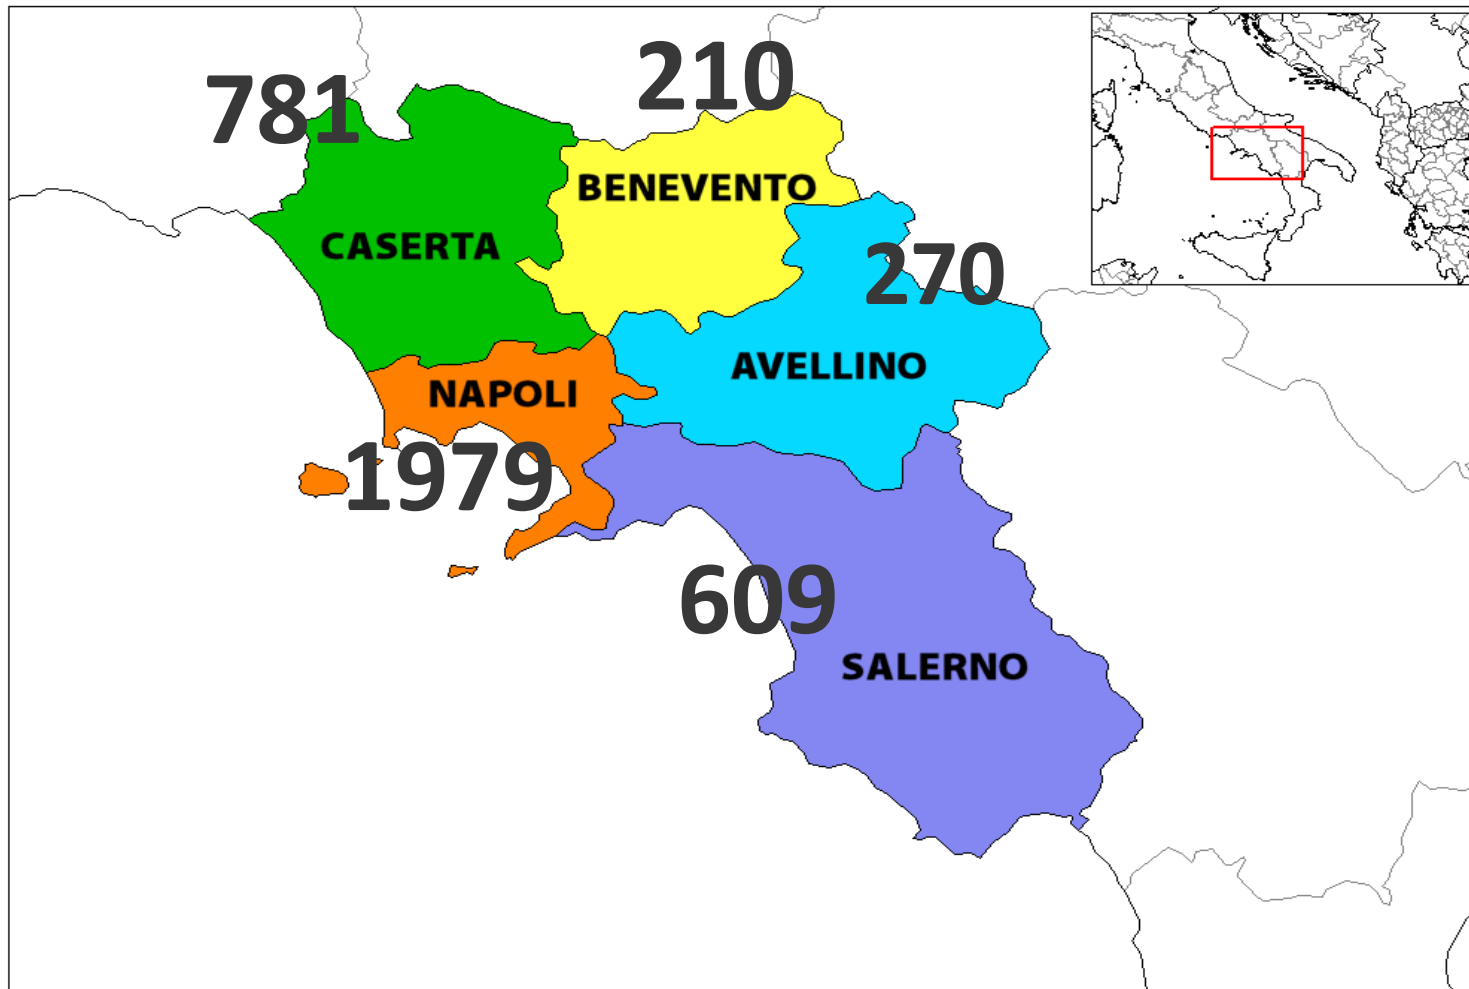 210
781
BENEVENTO
CASERTA
270
AVELLINO
NAPOLI
1979
609
SALERNO